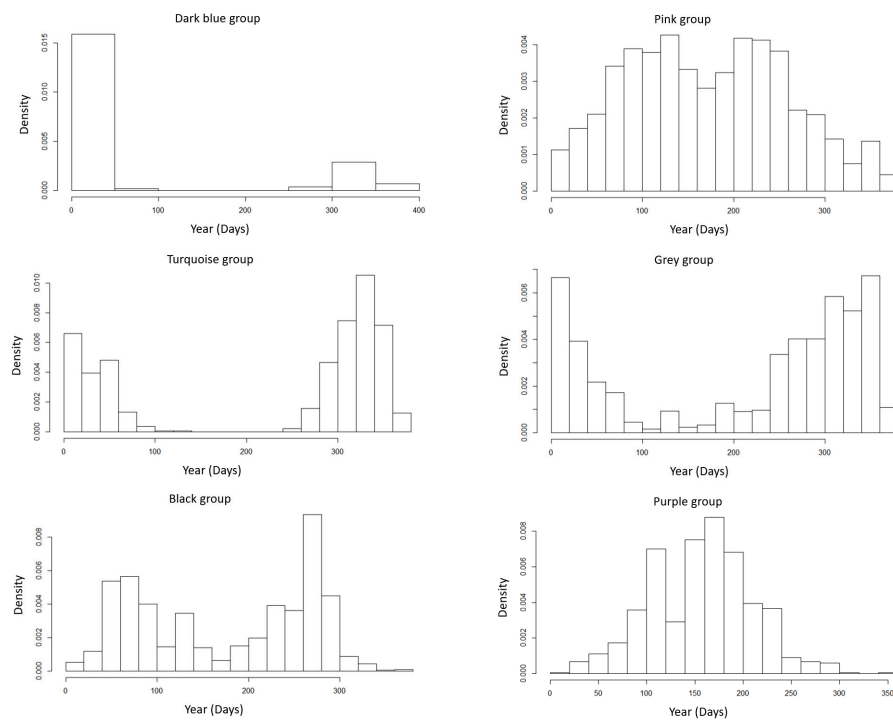 Dark blue group
Density
0.000 0.005 0.010 0.015
0 100 200 300 400
Year (Days)
Pink group
Density
0.000 0.001 0.002 0.003 0.004
0 100 200 300
Year (Days)
Turquoise group
Density
0.000 0.002 0.004 0.006 0.008 0.010
0 100 200 300
Year (Days)
Grey group
Density
0.000 0.002 0.004 0.006
0 100 200 300
Year (Days)
Black group
Density
0.000 0.002 0.004 0.006 0.008
0 100 200 300
Year (Days)
Purple group
Density
0.000 0.002 0.004 0.006 0.008
0 50 100 150 200 250 300 350
Year (Days)